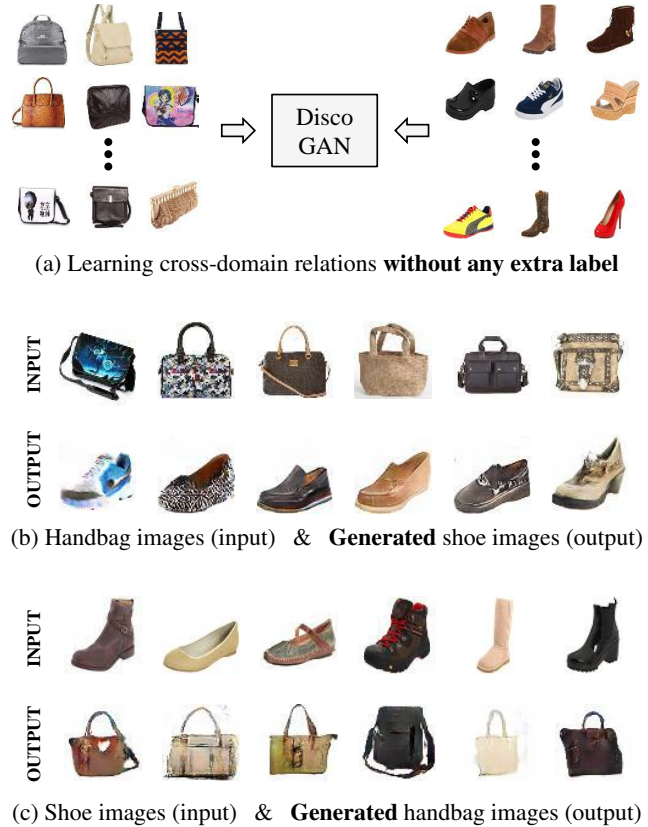 Disco
GAN
(a) Learning cross-domain relations without any extra label
INPUT
OUTPUT
(b) Handbag images (input) & Generated shoe images (output)
INPUT
OUTPUT
(c) Shoe images (input) & Generated handbag images (output)